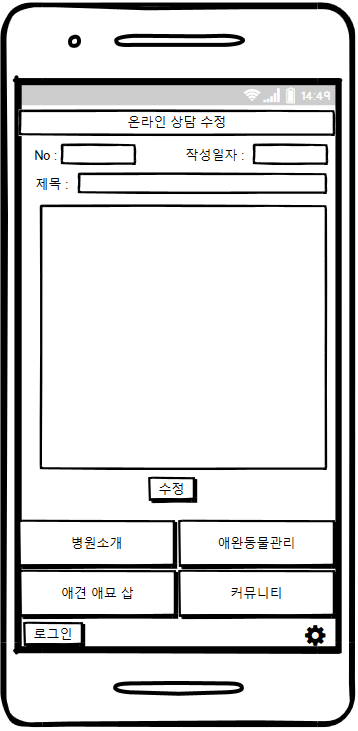 14:49
온라인 상담 수정
No : 작성일자 :
제목 :
수정
병원소개 애완동물관리
애견 애묘 샵 커뮤니티
로그인